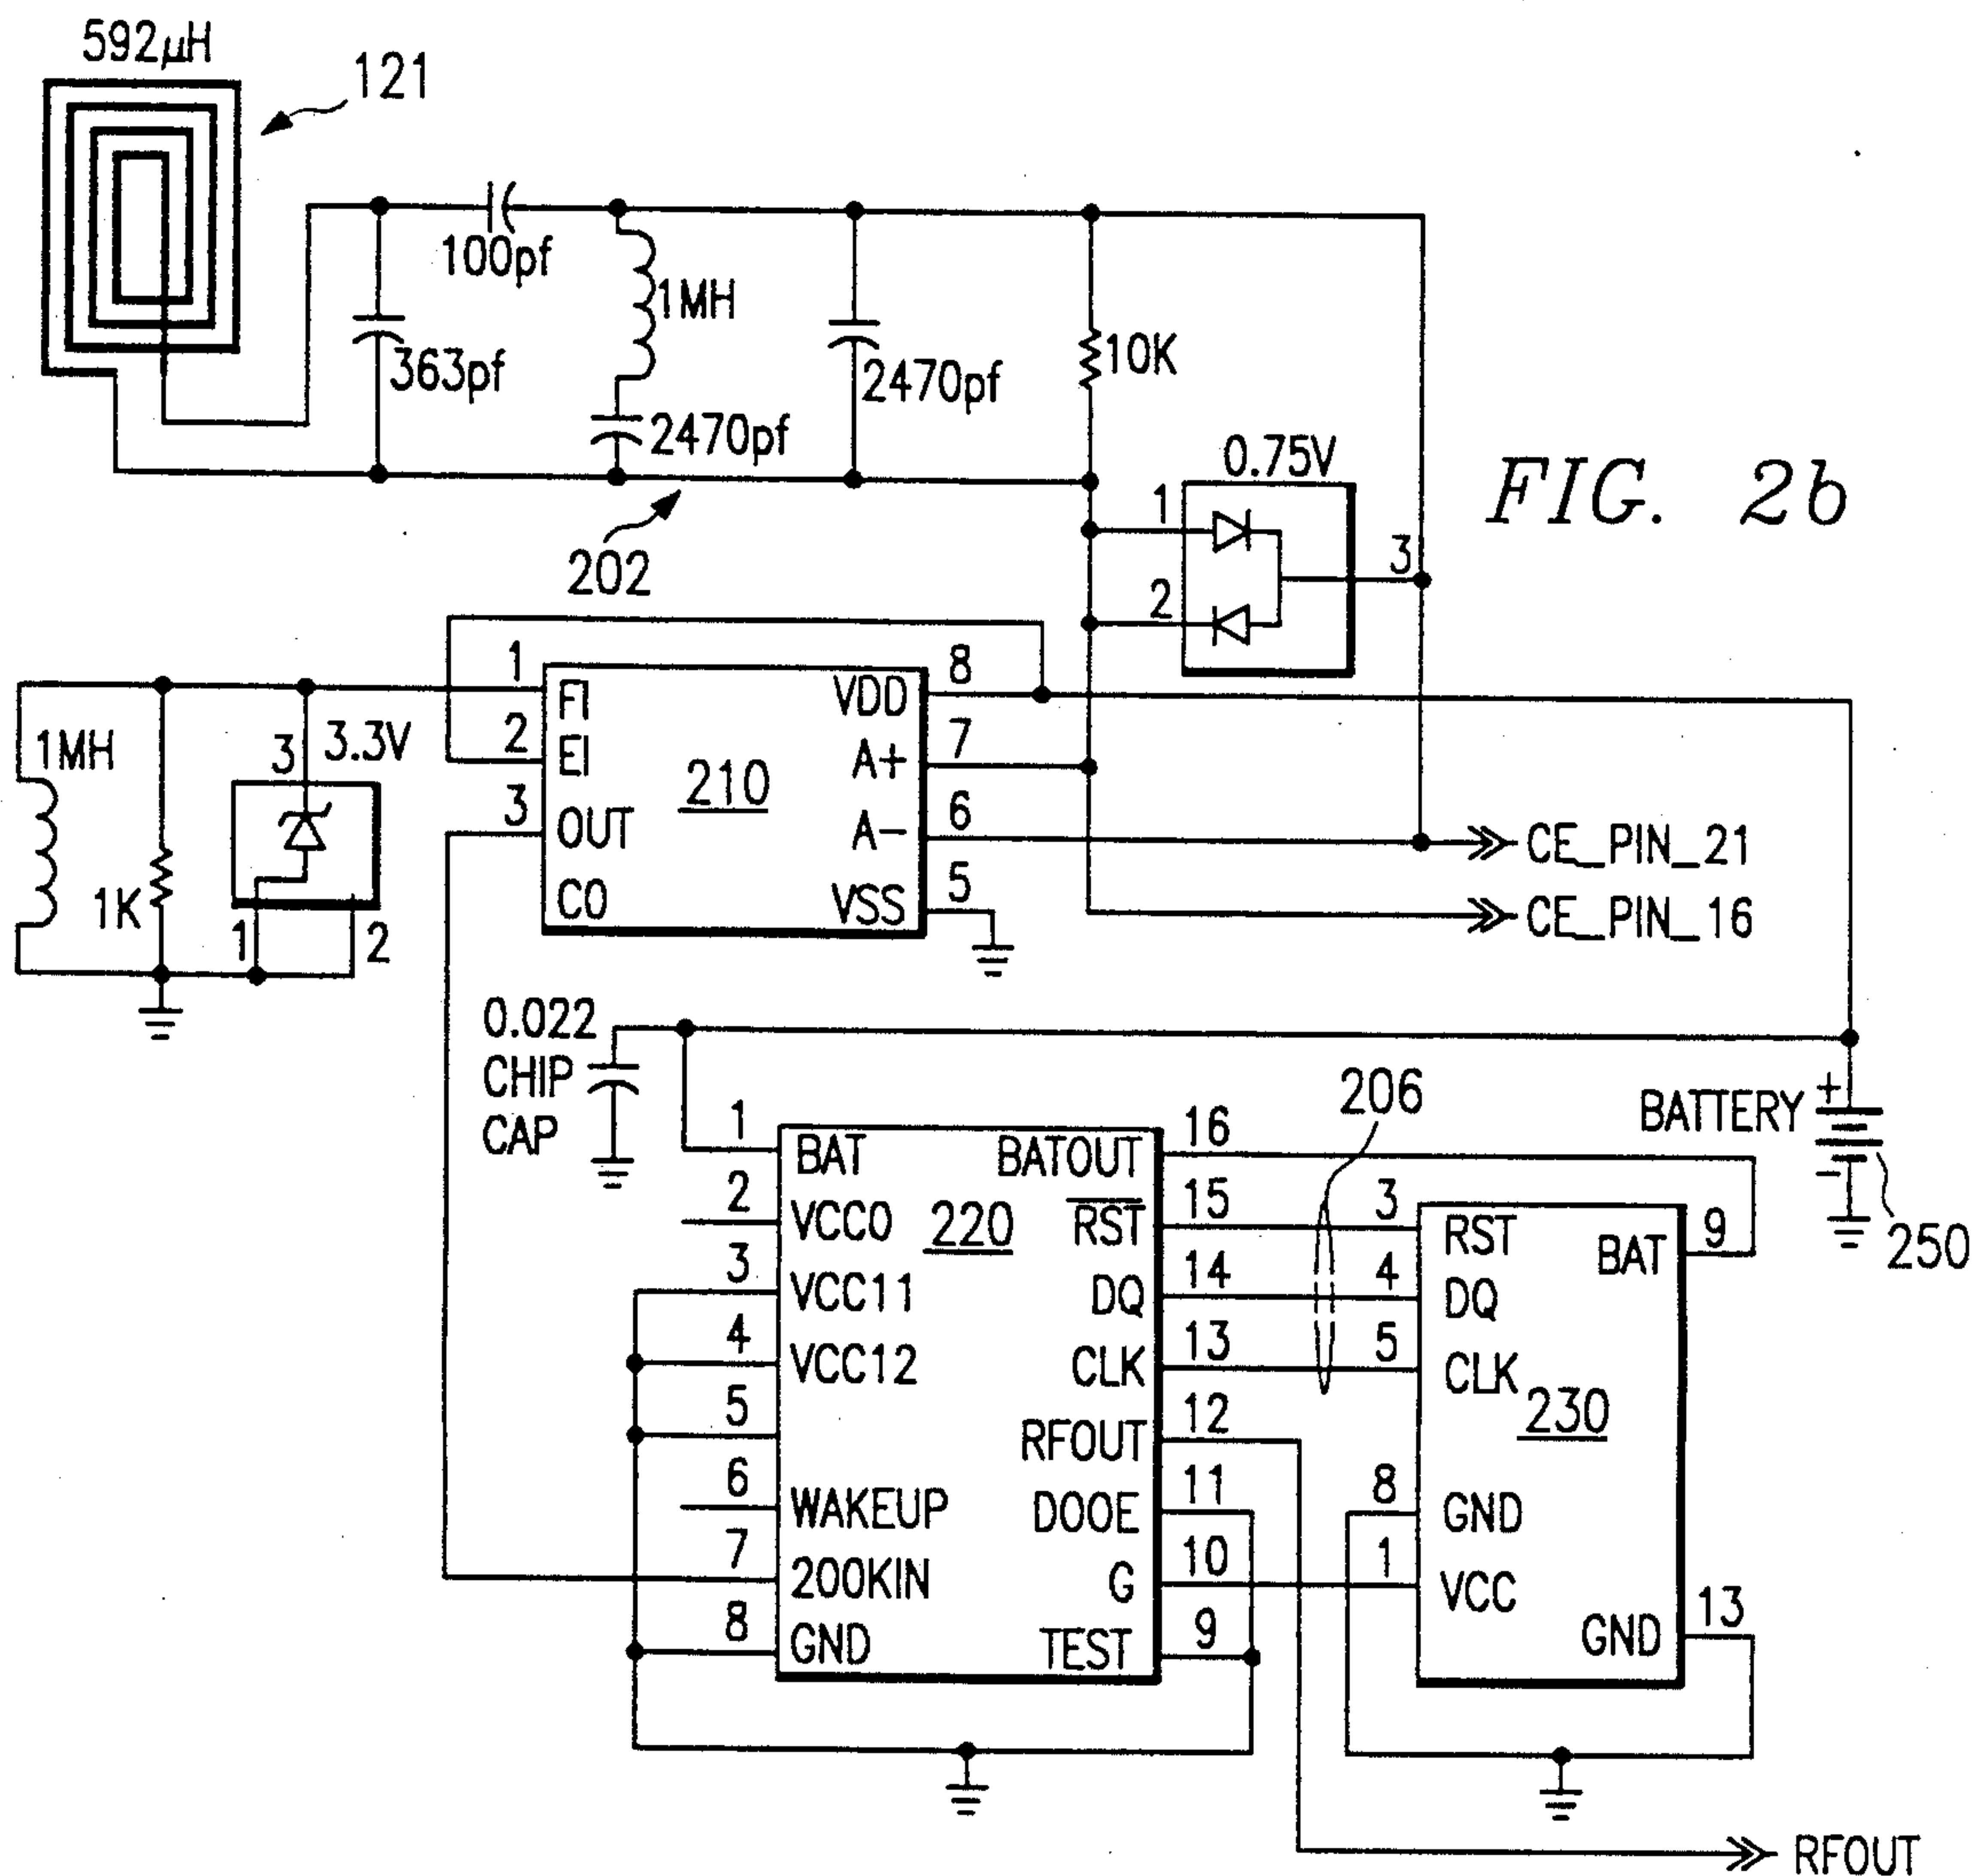 592µH
121
100pf
1MH
363pf
2470pf
2470pf
10K
202
0.75V
1
2
3
FIG. 2b
1MH
1K
3
3.3V
1
2
1
2
3
FI
EI
OUT
CO
210
VDD
A+
A-
VSS
8
7
6
5
CE_PIN_21
CE_PIN_16
0.022
CHIP
CAP
206
BATTERY
+
-
250
1
2
3
4
5
6
7
8
BAT
VCCO
VCC11
VCC12
WAKEUP
200KIN
GND
220
BATOUT
RST
DQ
CLK
RFOUT
DOOE
G
TEST
16
15
14
13
12
11
10
9
3
4
5
8
1
RST
DQ
CLK
GND
VCC
230
BAT
GND
9
13
RFOUT